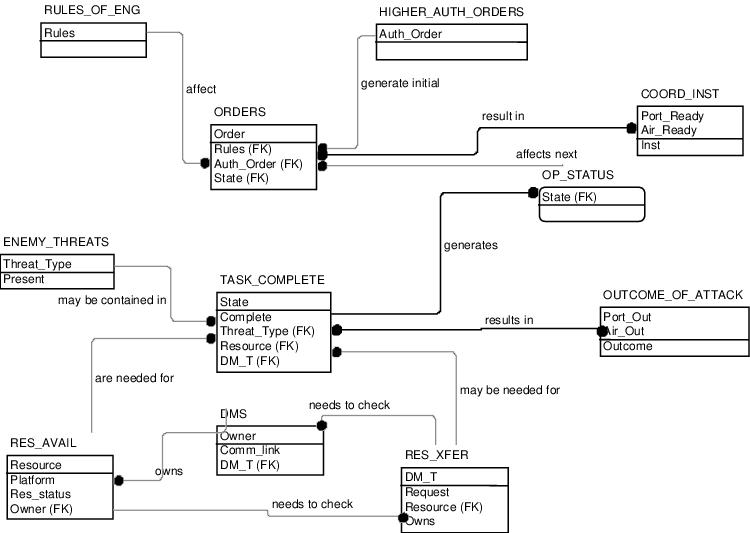 RULES_OF_ENG
Rules
HIGHER_AUTH_ORDERS
Auth_Order
affect
generate initial
ORDERS
Order
Rules (FK)
Auth_Order (FK)
State (FK)
result in
COORD_INST
Port_Ready
Air_Ready
Inst
affects next
OP_STATUS
State (FK)
generates
ENEMY_THREATS
Threat_Type
Present
may be contained in
TASK_COMPLETE
State
Complete
Threat_Type (FK)
Resource (FK)
DM_T (FK)
results in
OUTCOME_OF_ATTACK
Port_Out
Air_Out
Outcome
are needed for
may be needed for
needs to check
DMS
Owner
Comm_link
DM_T (FK)
RES_AVAIL
Resource
Platform
Res_status
Owner (FK)
owns
needs to check
RES_XFER
DM_T
Request
Resource (FK)
Owns